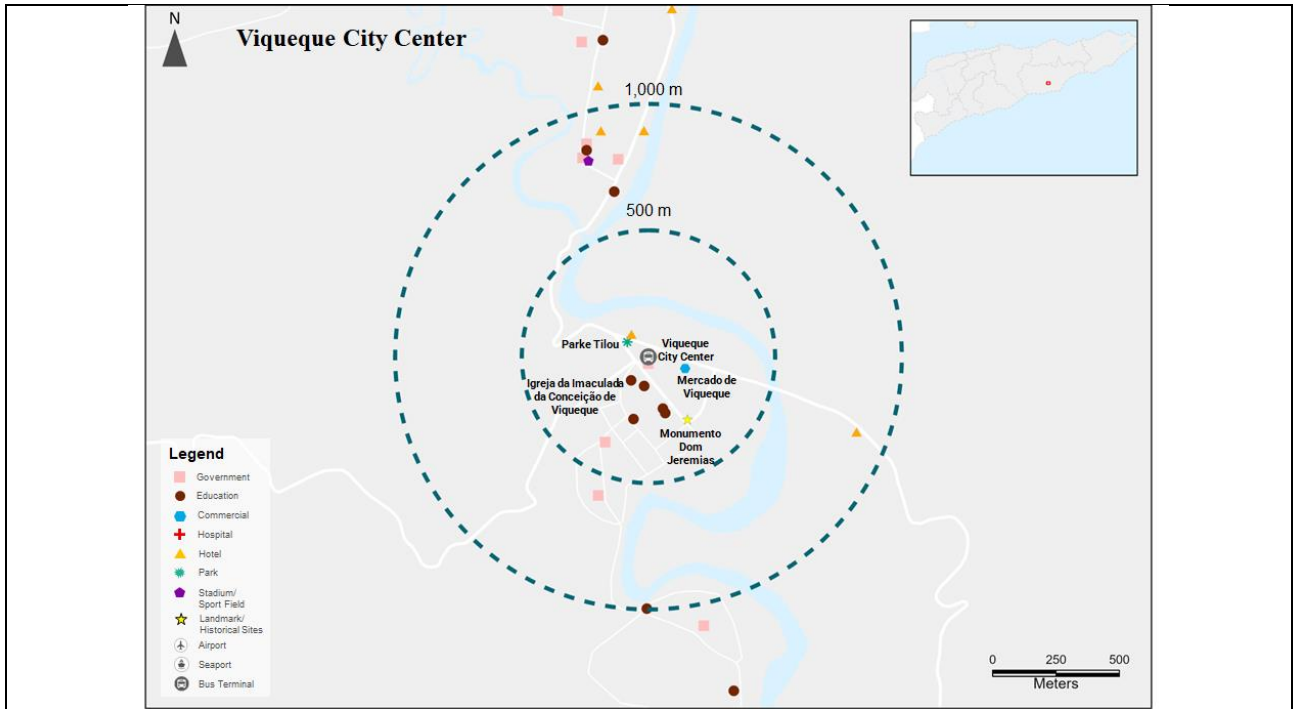 N
Viqueque City Center
1,000 m
500 m
Parke Tilou
Viqueque
City Center
Igreja da Imaculada
da Conceição de
Viqueque
Mercado de
Viqueque
Monumento
Dom
Jeremias
Legend
Government
Education
Commercial
Hospital
Hotel
Park
Stadium/
Sport Field
Landmark/
Historical Sites
Airport
Seaport
Bus Terminal
0 250 500
Meters